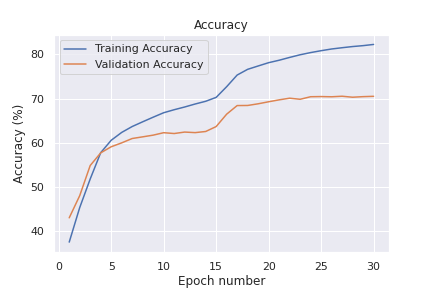 Accuracy
Training Accuracy
Validation Accuracy
Accuracy (%)
80
70
60
50
40
0 5 10 15 20 25 30
Epoch number